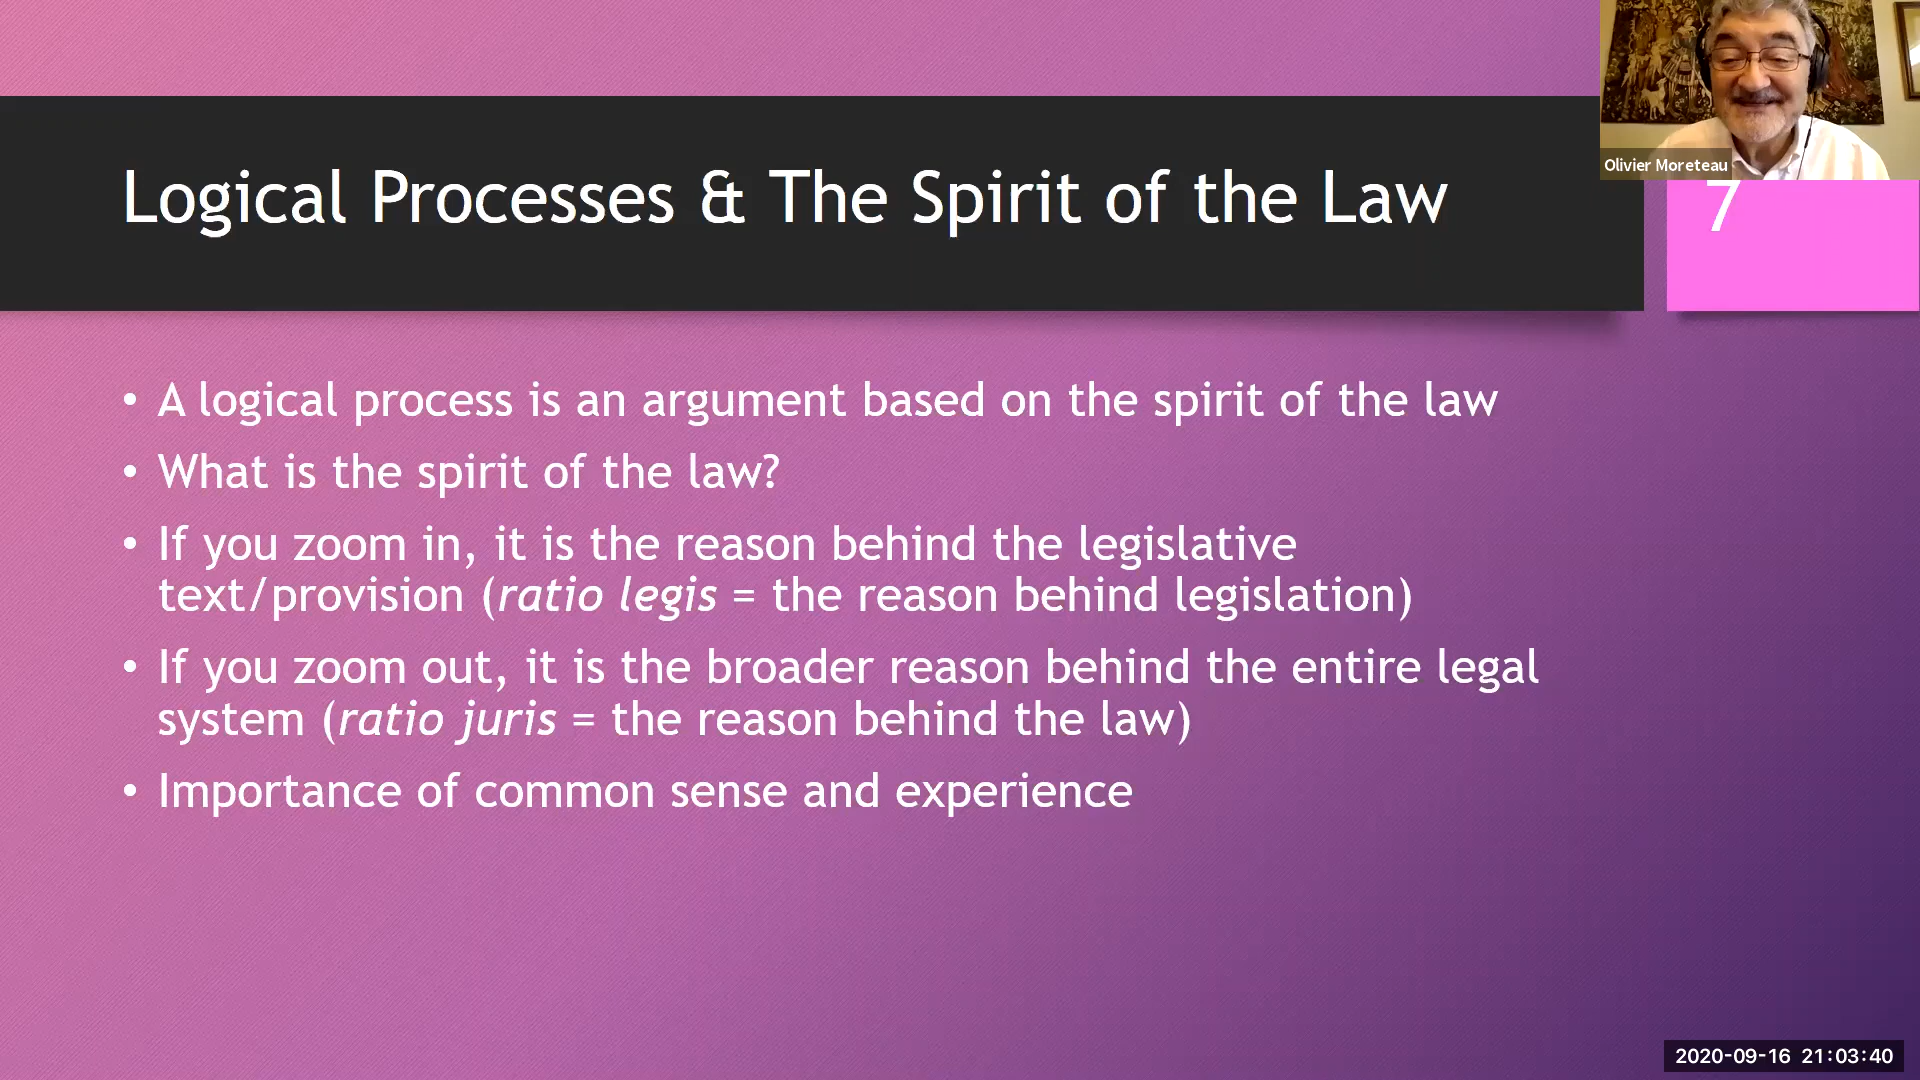 Olivier Moreteau
Logical Processes & The Spirit of the Law
7
• A logical process is an argument based on the spirit of the law
• What is the spirit of the law?
• If you zoom in, it is the reason behind the legislative
text/provision (ratio legis = the reason behind legislation)
• If you zoom out, it is the broader reason behind the entire legal
system (ratio juris = the reason behind the law)
• Importance of common sense and experience
2020-09-16 21:03:40